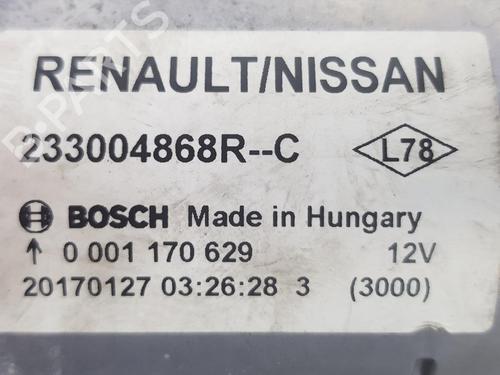 RENAULT/NISSAN
233004868R--C L78
BOSCH Made in Hungary
↑ 0 001 170 629 12V
20170127 03:26:28 3 (3000)